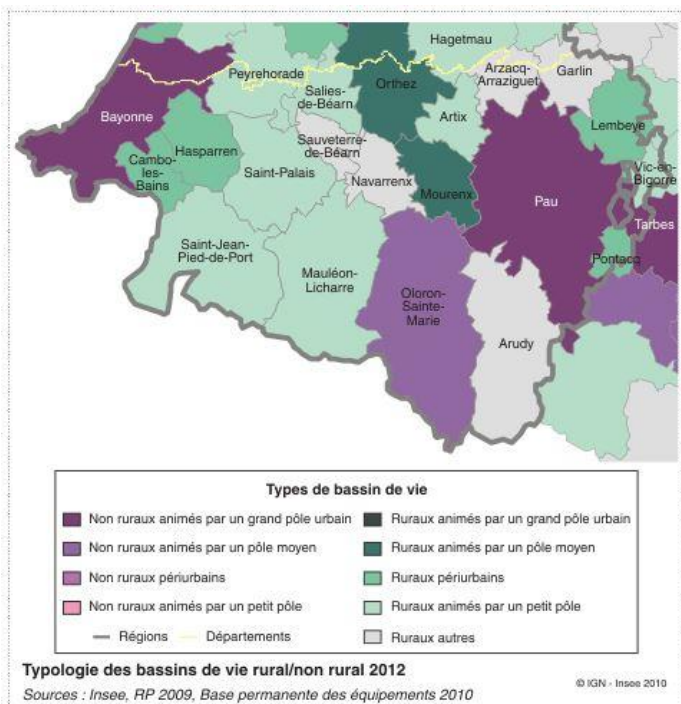 Hagetmau
Peyrehorade
Orthez
Arzacq-
Arraziguet
Garlin
Salies-
de-Béarn
Bayonne
Artix
Lembeye
Hasparren
Sauveterre-
de-Béarn
Cambo-
les-
Bains
Saint-Palais
Navarrenx
Vic-en-
Bigorre
Mourenx
Pau
Tarbes
Saint-Jean-
Pied-de-Port
Pontacq
Mauléon-
Licharre
Oloron-
Sainte-
Marie
Arudy
Types de bassin de vie
Non ruraux animés par un grand pôle urbain
Ruraux animés par un grand pôle urbain
Non ruraux animés par un pôle moyen
Ruraux animés par un pôle moyen
Non ruraux périurbains
Ruraux périurbains
Non ruraux animés par un petit pôle
Ruraux animés par un petit pôle
Régions
Départements
Ruraux autres
Typologie des bassins de vie rural/non rural 2012
© IGN - Insee 2010
Sources : Insee, RP 2009, Base permanente des équipements 2010